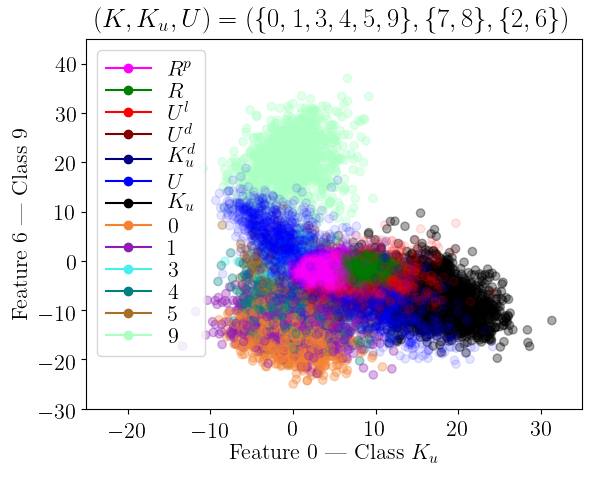 (K, K_u, U) = ({0, 1, 3, 4, 5, 9}, {7, 8}, {2, 6})
40
30
20
10
0
−10
−20
−30
Feature 6 — Class 9
R^p
R
U^l
U^d
K_u^d
U
K_u
0
1
3
4
5
9
−20
−10
0
10
20
30
Feature 0 — Class K_u